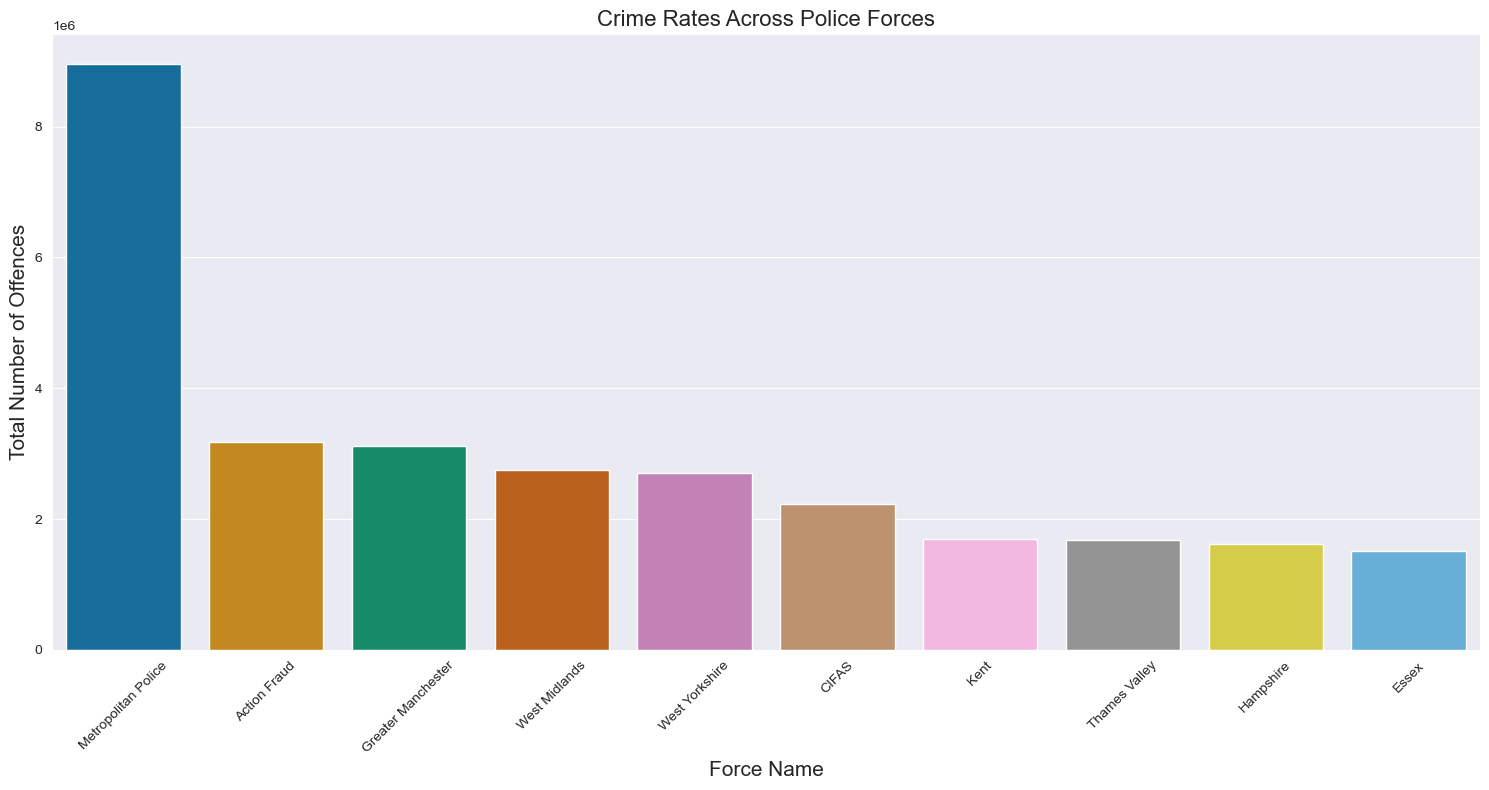 Crime Rates Across Police Forces
1e6
8
6
4
2
0
Total Number of Offences
Metropolitan Police
Action Fraud
Greater Manchester
West Midlands
West Yorkshire
CIFAS
Kent
Thames Valley
Hampshire
Essex
Force Name